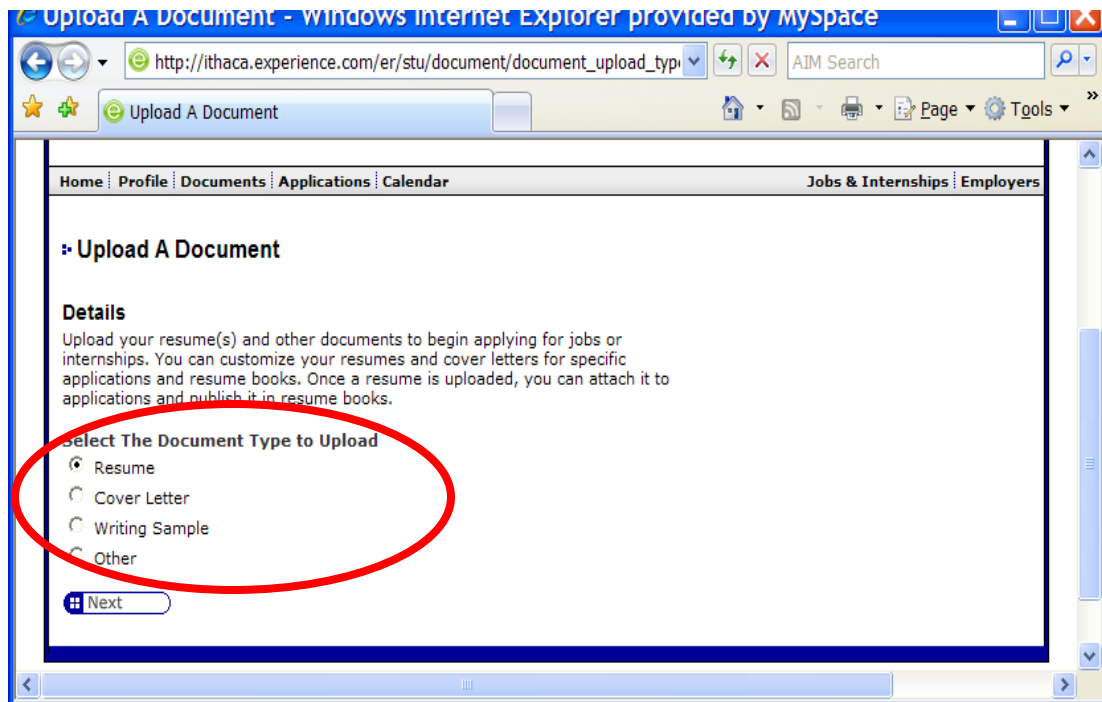 Upload A Document - Windows Internet Explorer provided by MySpace
http://ithaca.experience.com/er/stu/document/document_upload_typ
AIM Search
Upload A Document
Page Tools »
Home Profile Documents Applications Calendar Jobs & Internships Employers
Upload A Document
Details
Upload your resume(s) and other documents to begin applying for jobs or
internships. You can customize your resumes and cover letters for specific
applications and resume books. Once a resume is uploaded, you can attach it to
applications and publish it in resume books.
Select The Document Type to Upload
Resume
Cover Letter
Writing Sample
Other
Next